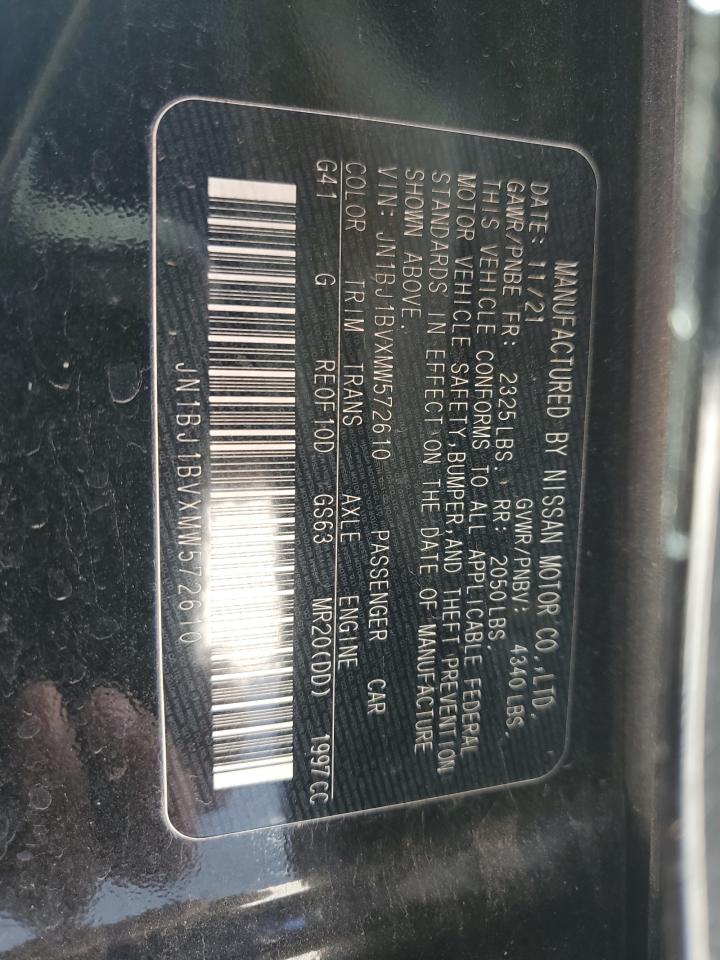 MANUFACTURED BY NISSAN MOTOR CO.,LTD.
DATE: 11/21 GVWR/PNBV: 4340LBS.
GAWR/PNBE FR: 2325LBS. RR: 2050LBS.
THIS VEHICLE CONFORMS TO ALL APPLICABLE FEDERAL
MOTOR VEHICLE SAFETY,BUMPER AND THEFT PREVENTION
STANDARDS IN EFFECT ON THE DATE OF MANUFACTURE
SHOWN ABOVE.
VIN: JN1BJ1BVXMW572610 PASSENGER CAR
COLOR TRIM TRANS AXLE ENGINE
G41 G RE0F10D GS63 MR20(DD) 1997CC
JN1BJ1BVXMW572610